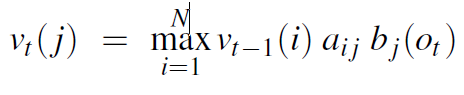 v_t(j) = max_{i=1}^{N} v_{t−1}(i) a_{ij} b_j(o_t)